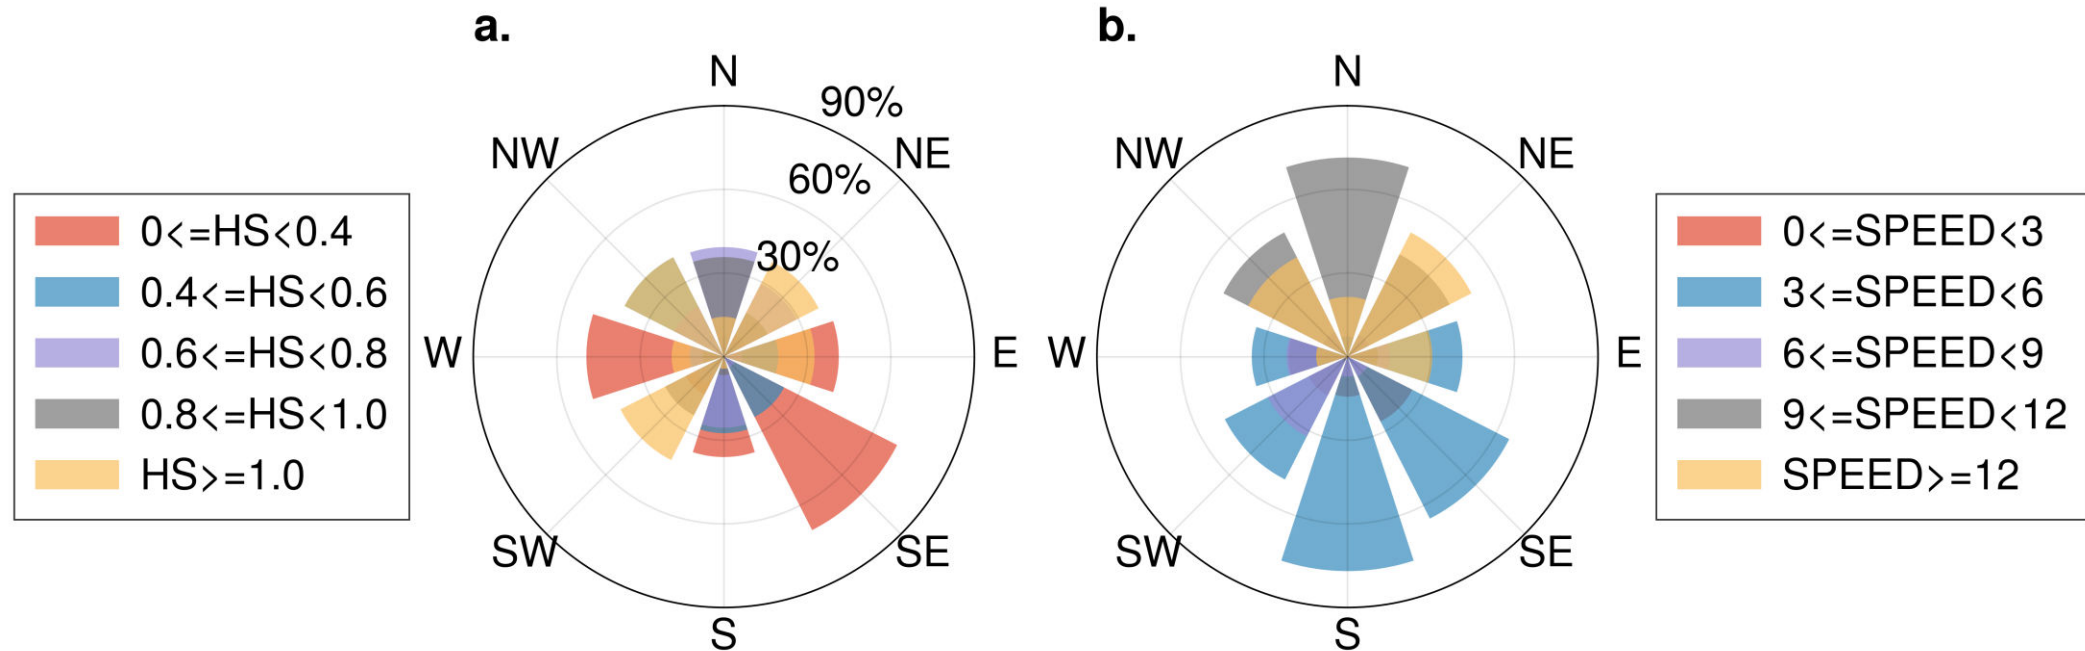 a.
N
90%
NW
NE
60%
30%
W
E
SW
SE
S
0<=HS<0.4
0.4<=HS<0.6
0.6<=HS<0.8
0.8<=HS<1.0
HS>=1.0
b.
N
NW
NE
W
E
SW
SE
S
0<=SPEED<3
3<=SPEED<6
6<=SPEED<9
9<=SPEED<12
SPEED>=12